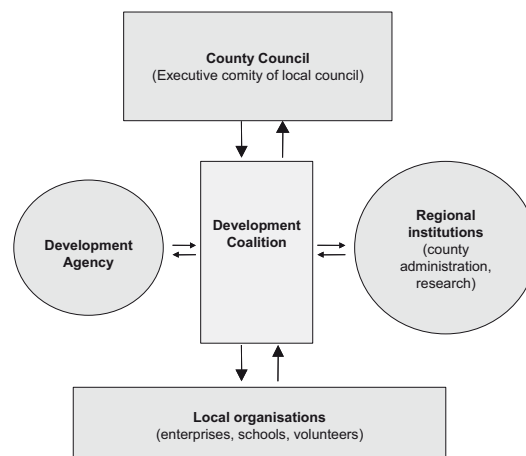 County Council
(Executive comity of local council)
Development
Agency
Development
Coalition
Regional
institutions
(county
administration,
research)
Local organisations
(enterprises, schools, volunteers)